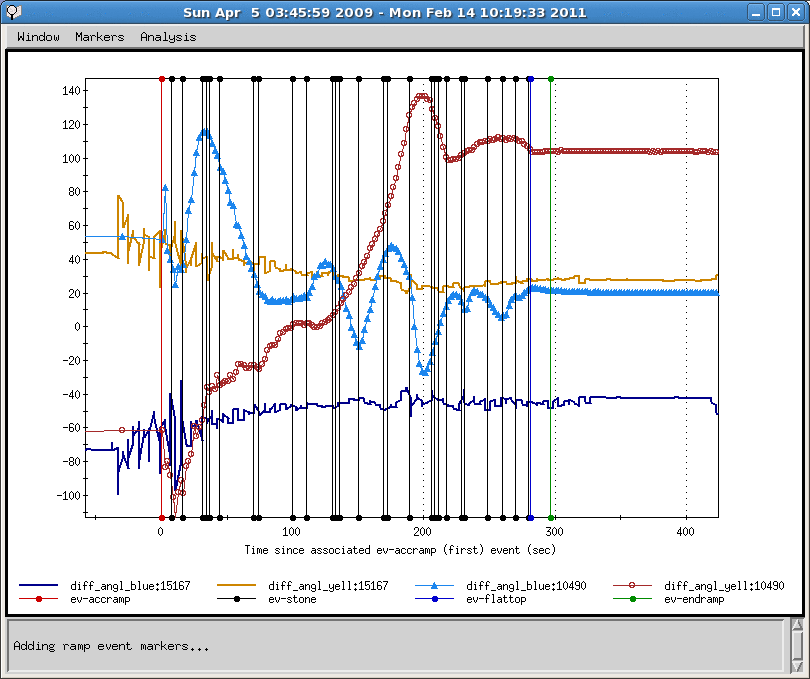 Sun Apr  5 03:45:59 2009 - Mon Feb 14 10:19:33 2011
Window Markers Analysis
140
120
100
80
60
40
20
0
-20
-40
-60
-80
-100
0 100 200 300 400
Time since associated ev-accramp (first) event (sec)
diff_angl_blue:15167 diff_angl_yell:15167 diff_angl_blue:10490 diff_angl_yell:10490
ev-accramp ev-stone ev-flattop ev-endramp
Adding ramp event markers...